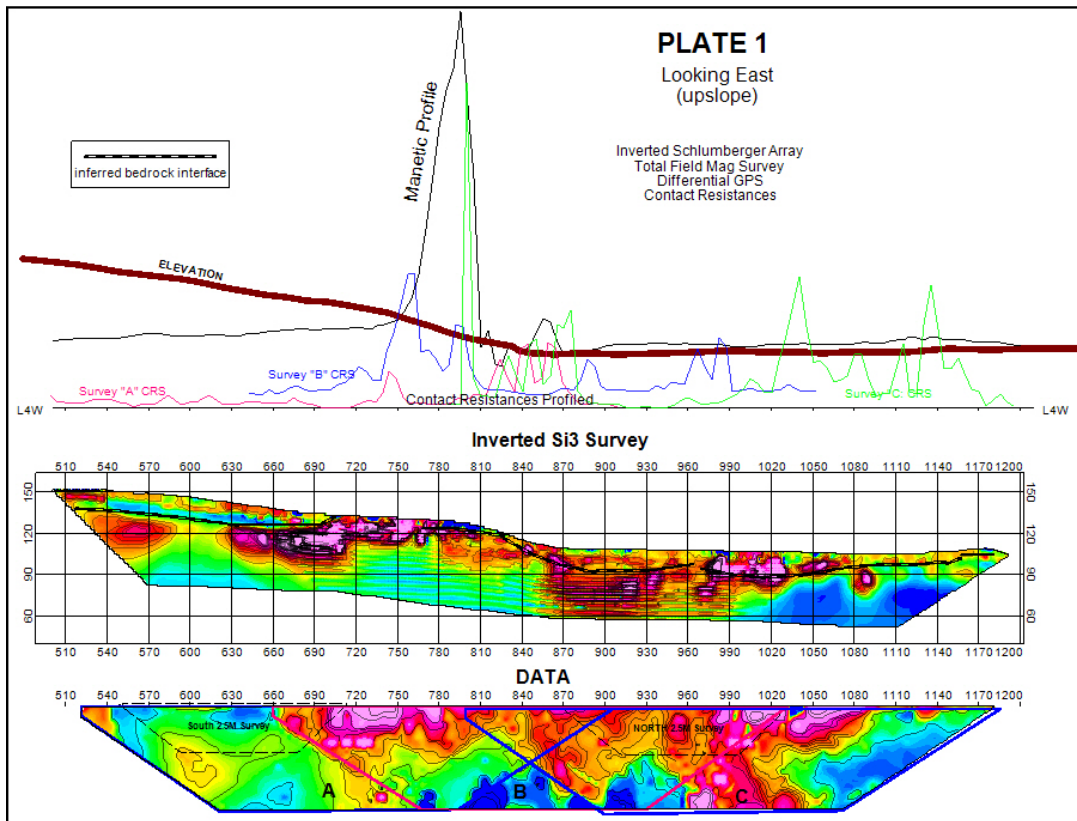 PLATE 1
Looking East
(upslope)
Inverted Schlumberger Array
Total Field Mag Survey
Differential GPS
Contact Resistances
inferred bedrock interface
Manetic Profile
ELEVATION
Survey "B" CRS
Survey "A" CRS
Contact Resistances Profiled
Survey "C: CRS
L4W
L4W
Inverted Si3 Survey
510 540 570 600 630 660 690 720 750 780 810 840 870 900 930 960 990 1020 1050 1080 1110 1140 1170 1200
150 150
120 120
90 90
60 60
510 540 570 600 630 660 690 720 750 780 810 840 870 900 930 960 990 1020 1050 1080 1110 1140 1170 1200
DATA
510 540 570 600 630 660 690 720 750 780 810 840 870 900 930 960 990 1020 1050 1080 1110 1140 1170 1200
South 2.5M Survey
NORTH 2.5M Survey
A B C